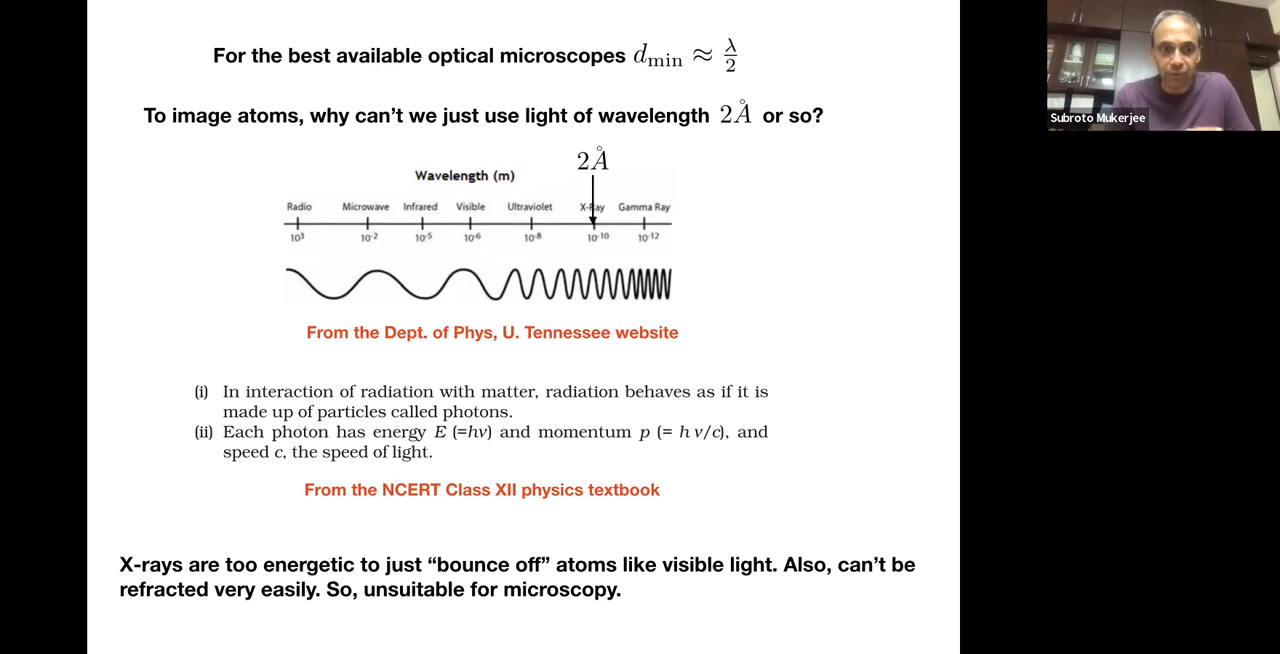 For the best available optical microscopes d_min ≈ λ/2
To image atoms, why can't we just use light of wavelength 2Å or so?
2Å
Wavelength (m)
Radio Microwave Infrared Visible Ultraviolet X-Ray Gamma Ray
10³ 10⁻² 10⁻⁵ 10⁻⁶ 10⁻⁸ 10⁻¹⁰ 10⁻¹²
From the Dept. of Phys, U. Tennessee website
(i) In interaction of radiation with matter, radiation behaves as if it is
made up of particles called photons.
(ii) Each photon has energy E (=hν) and momentum p (= h ν/c), and
speed c, the speed of light.
From the NCERT Class XII physics textbook
X-rays are too energetic to just “bounce off” atoms like visible light. Also, can’t be
refracted very easily. So, unsuitable for microscopy.
Subroto Mukerjee